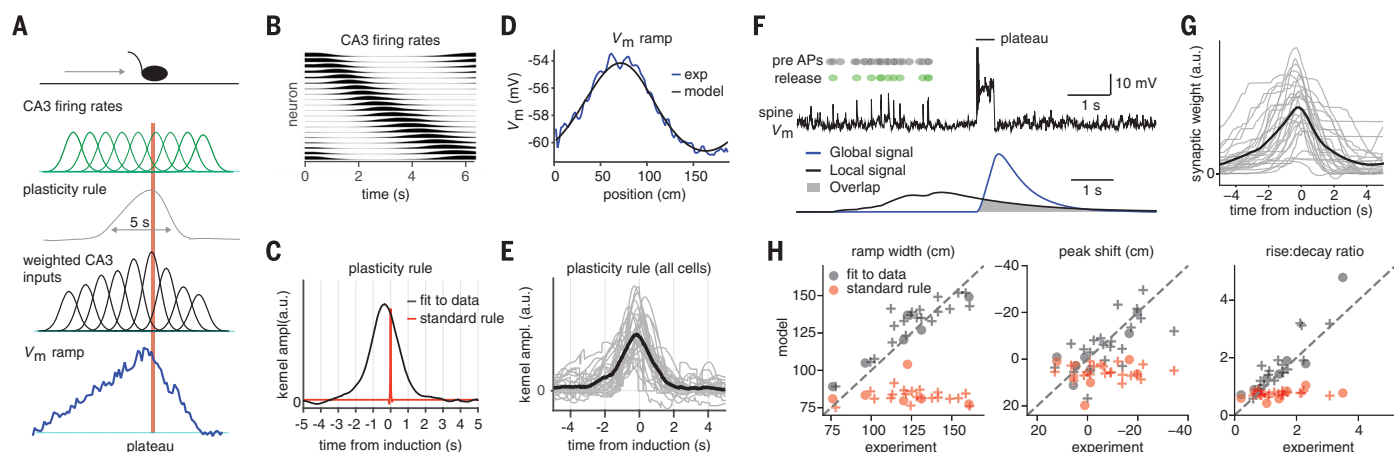 A
CA3 firing rates
plasticity rule
5 s
weighted CA3
inputs
Vm ramp
plateau
B
CA3 firing rates
neuron
0 2 4 6
time (s)
C
plasticity rule
fit to data
standard rule
kernel ampl(a.u.)
0
-5 -4 -3 -2 -1 0 1 2 3 4 5
time from induction (s)
D
Vm ramp
exp
model
Vm (mV)
-54
-56
-58
-60
0 50 100 150
position (cm)
E
plasticity rule (all cells)
kernel ampl. (a.u.)
0
-4 -2 0 2 4
time from induction (s)
F
plateau
pre APs
release
10 mV
1 s
spine
Vm
Global signal
Local signal
Overlap
1 s
G
synaptic weight (a.u.)
0
−4 −2 0 2 4
time from induction (s)
H
ramp width (cm)
fit to data
standard rule
model
150
125
100
75
75 100 125 150
experiment
peak shift (cm)
−40
−20
0
20
20 0 −20 −40
experiment
rise:decay ratio
4
2
0
0 2 4
experiment